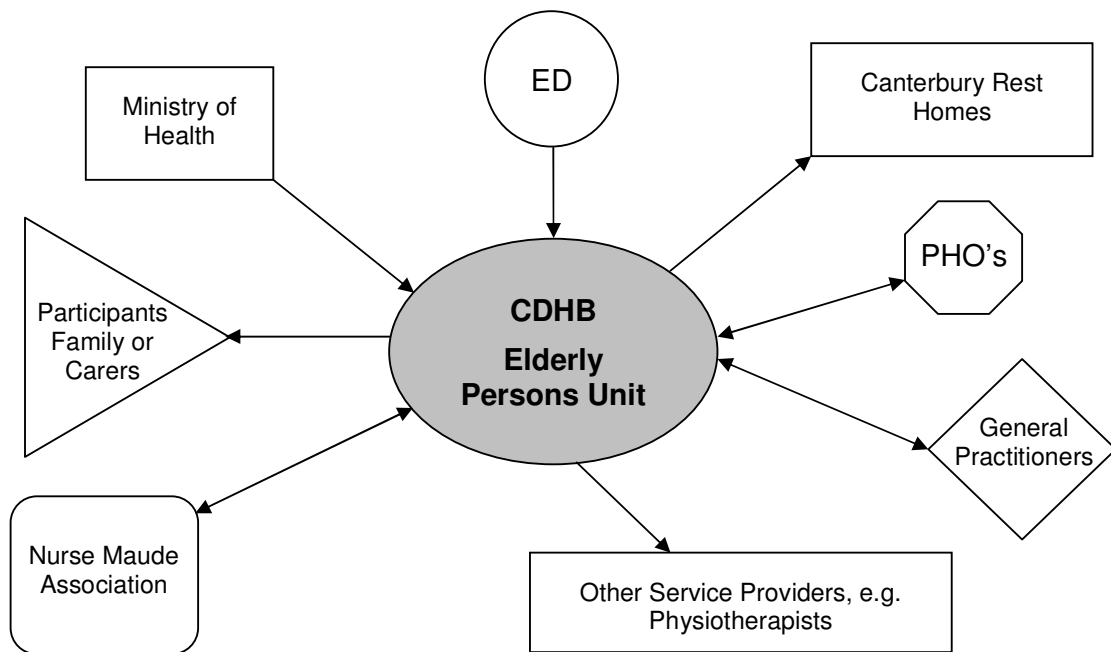 ED
Ministry of
Health
Canterbury Rest
Homes
PHO's
Participants
Family or
Carers
CDHB
Elderly
Persons Unit
General
Practitioners
Nurse Maude
Association
Other Service Providers, e.g.
Physiotherapists